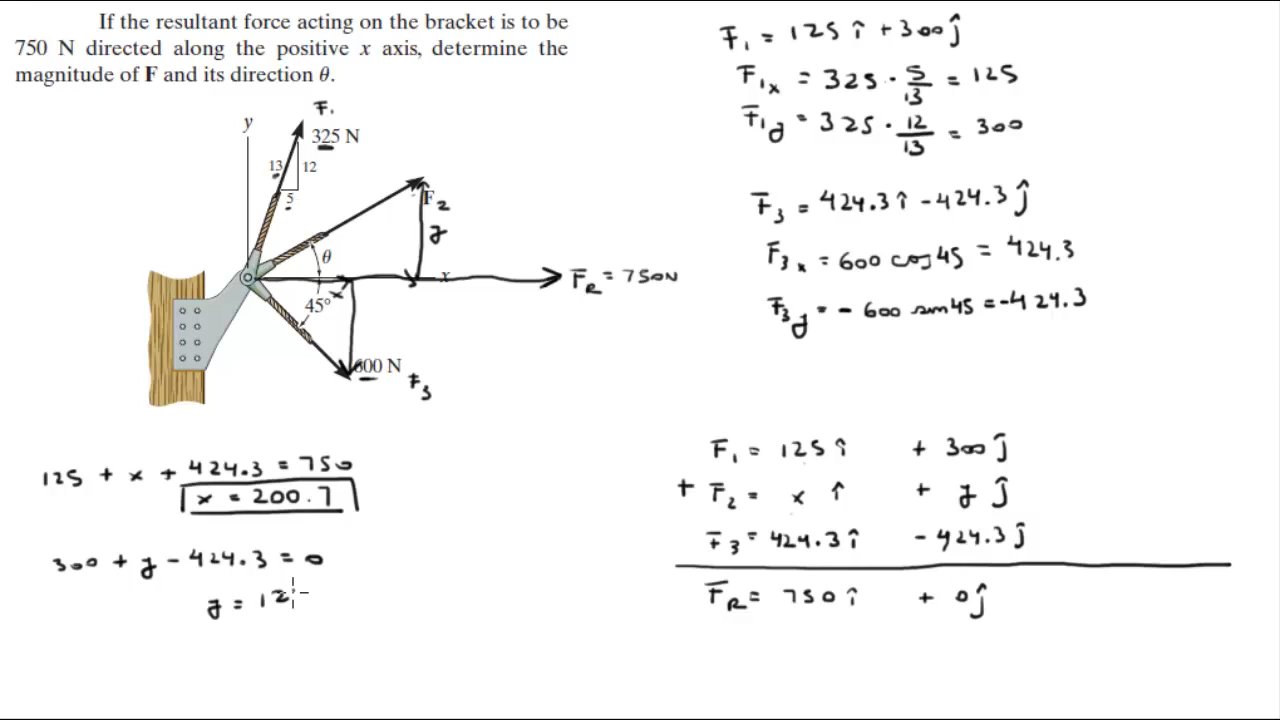 If the resultant force acting on the bracket is to be
750 N directed along the positive x axis, determine the
magnitude of F and its direction θ.
F₁
y
325 N
13
12
5
F₂
y
θ
x
x
F_R = 750N
45°
600 N
F₃
F₁ = 125 î + 300 ĵ
F₁ₓ = 325 · 5/13 = 125
F₁y = 325 · 12/13 = 300
F₃ = 424.3 î - 424.3 ĵ
F₃ₓ = 600 cos 45 = 424.3
F₃y = - 600 sin 45 = -424.3
125 + x + 424.3 = 750
x = 200.7
300 + y - 424.3 = 0
y = 12
F₁ = 125 î + 300 ĵ
+ F₂ = x î + y ĵ
F₃ = 424.3 î - 424.3 ĵ
F_R = 750 î + 0 ĵ